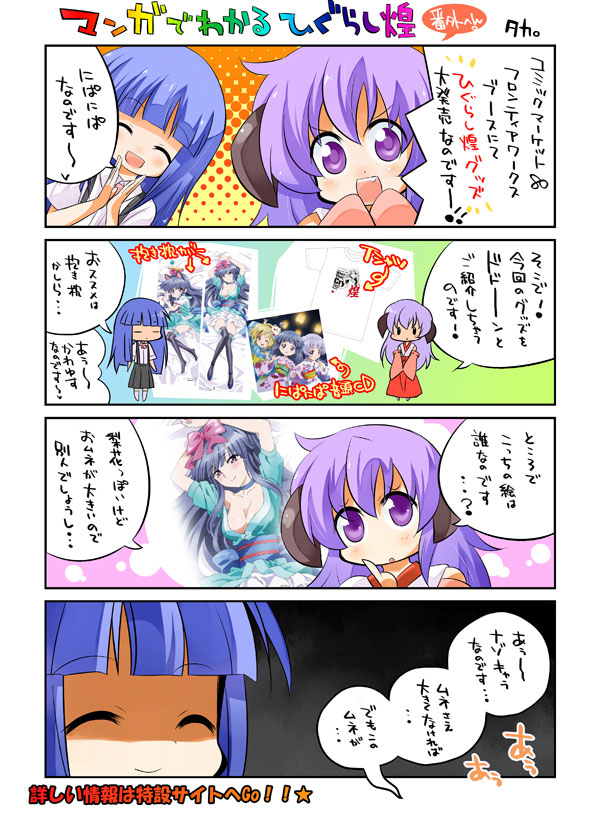 マンガでわかるひぐらし煌
番外へん。
タカ。
コミックマーケット80
フロンティアワークス
ブースにて
ひぐらし煌グッズ
大発売なのです～!!
にぱにぱ
なのです～
そこで!
今回のグッズを
ドドドーンと
ご紹介しちゃう
のです!
Tシャツ
抱き枕カバー
にぱにぱ音頭CD
おススメは
抱き枕
かしら…
あぅ～
かわゆす
なのです～
ところで
こっちの絵は
誰なのです
…?
梨花っぽいけど
おムネが大きいので
別人でしょうし…
あぅ～
ナゾキャラ
なのです…
ムネさえ
大きくなければ
…
でもこの
ムネが
…
あぅ
あぅ
詳しい情報は特設サイトへGo!!★